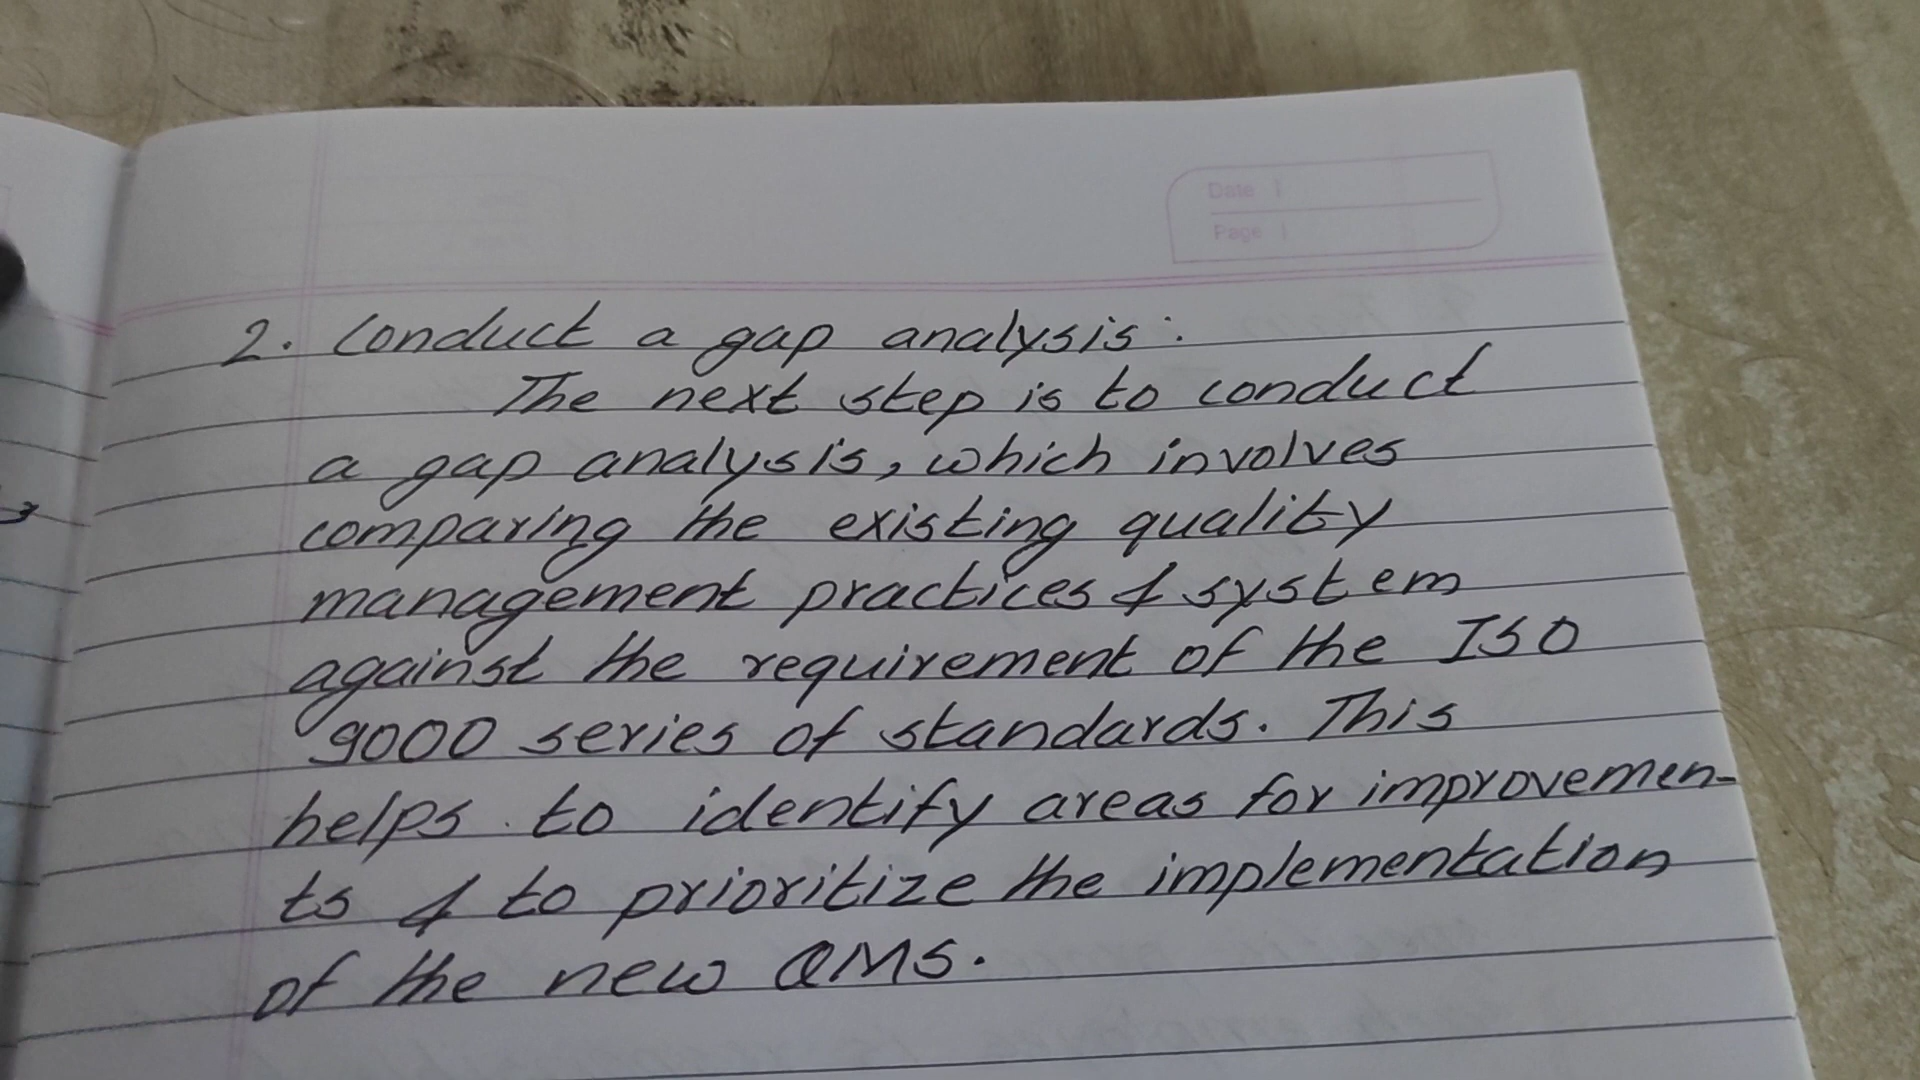 Date
Page
2. Conduct a gap analysis:
The next step is to conduct
a gap analysis, which involves
comparing the existing quality
management practices & system
against the requirement of the ISO
9000 series of standards. This
helps to identify areas for improvemen-
ts & to prioritize the implementation
of the new QMS.